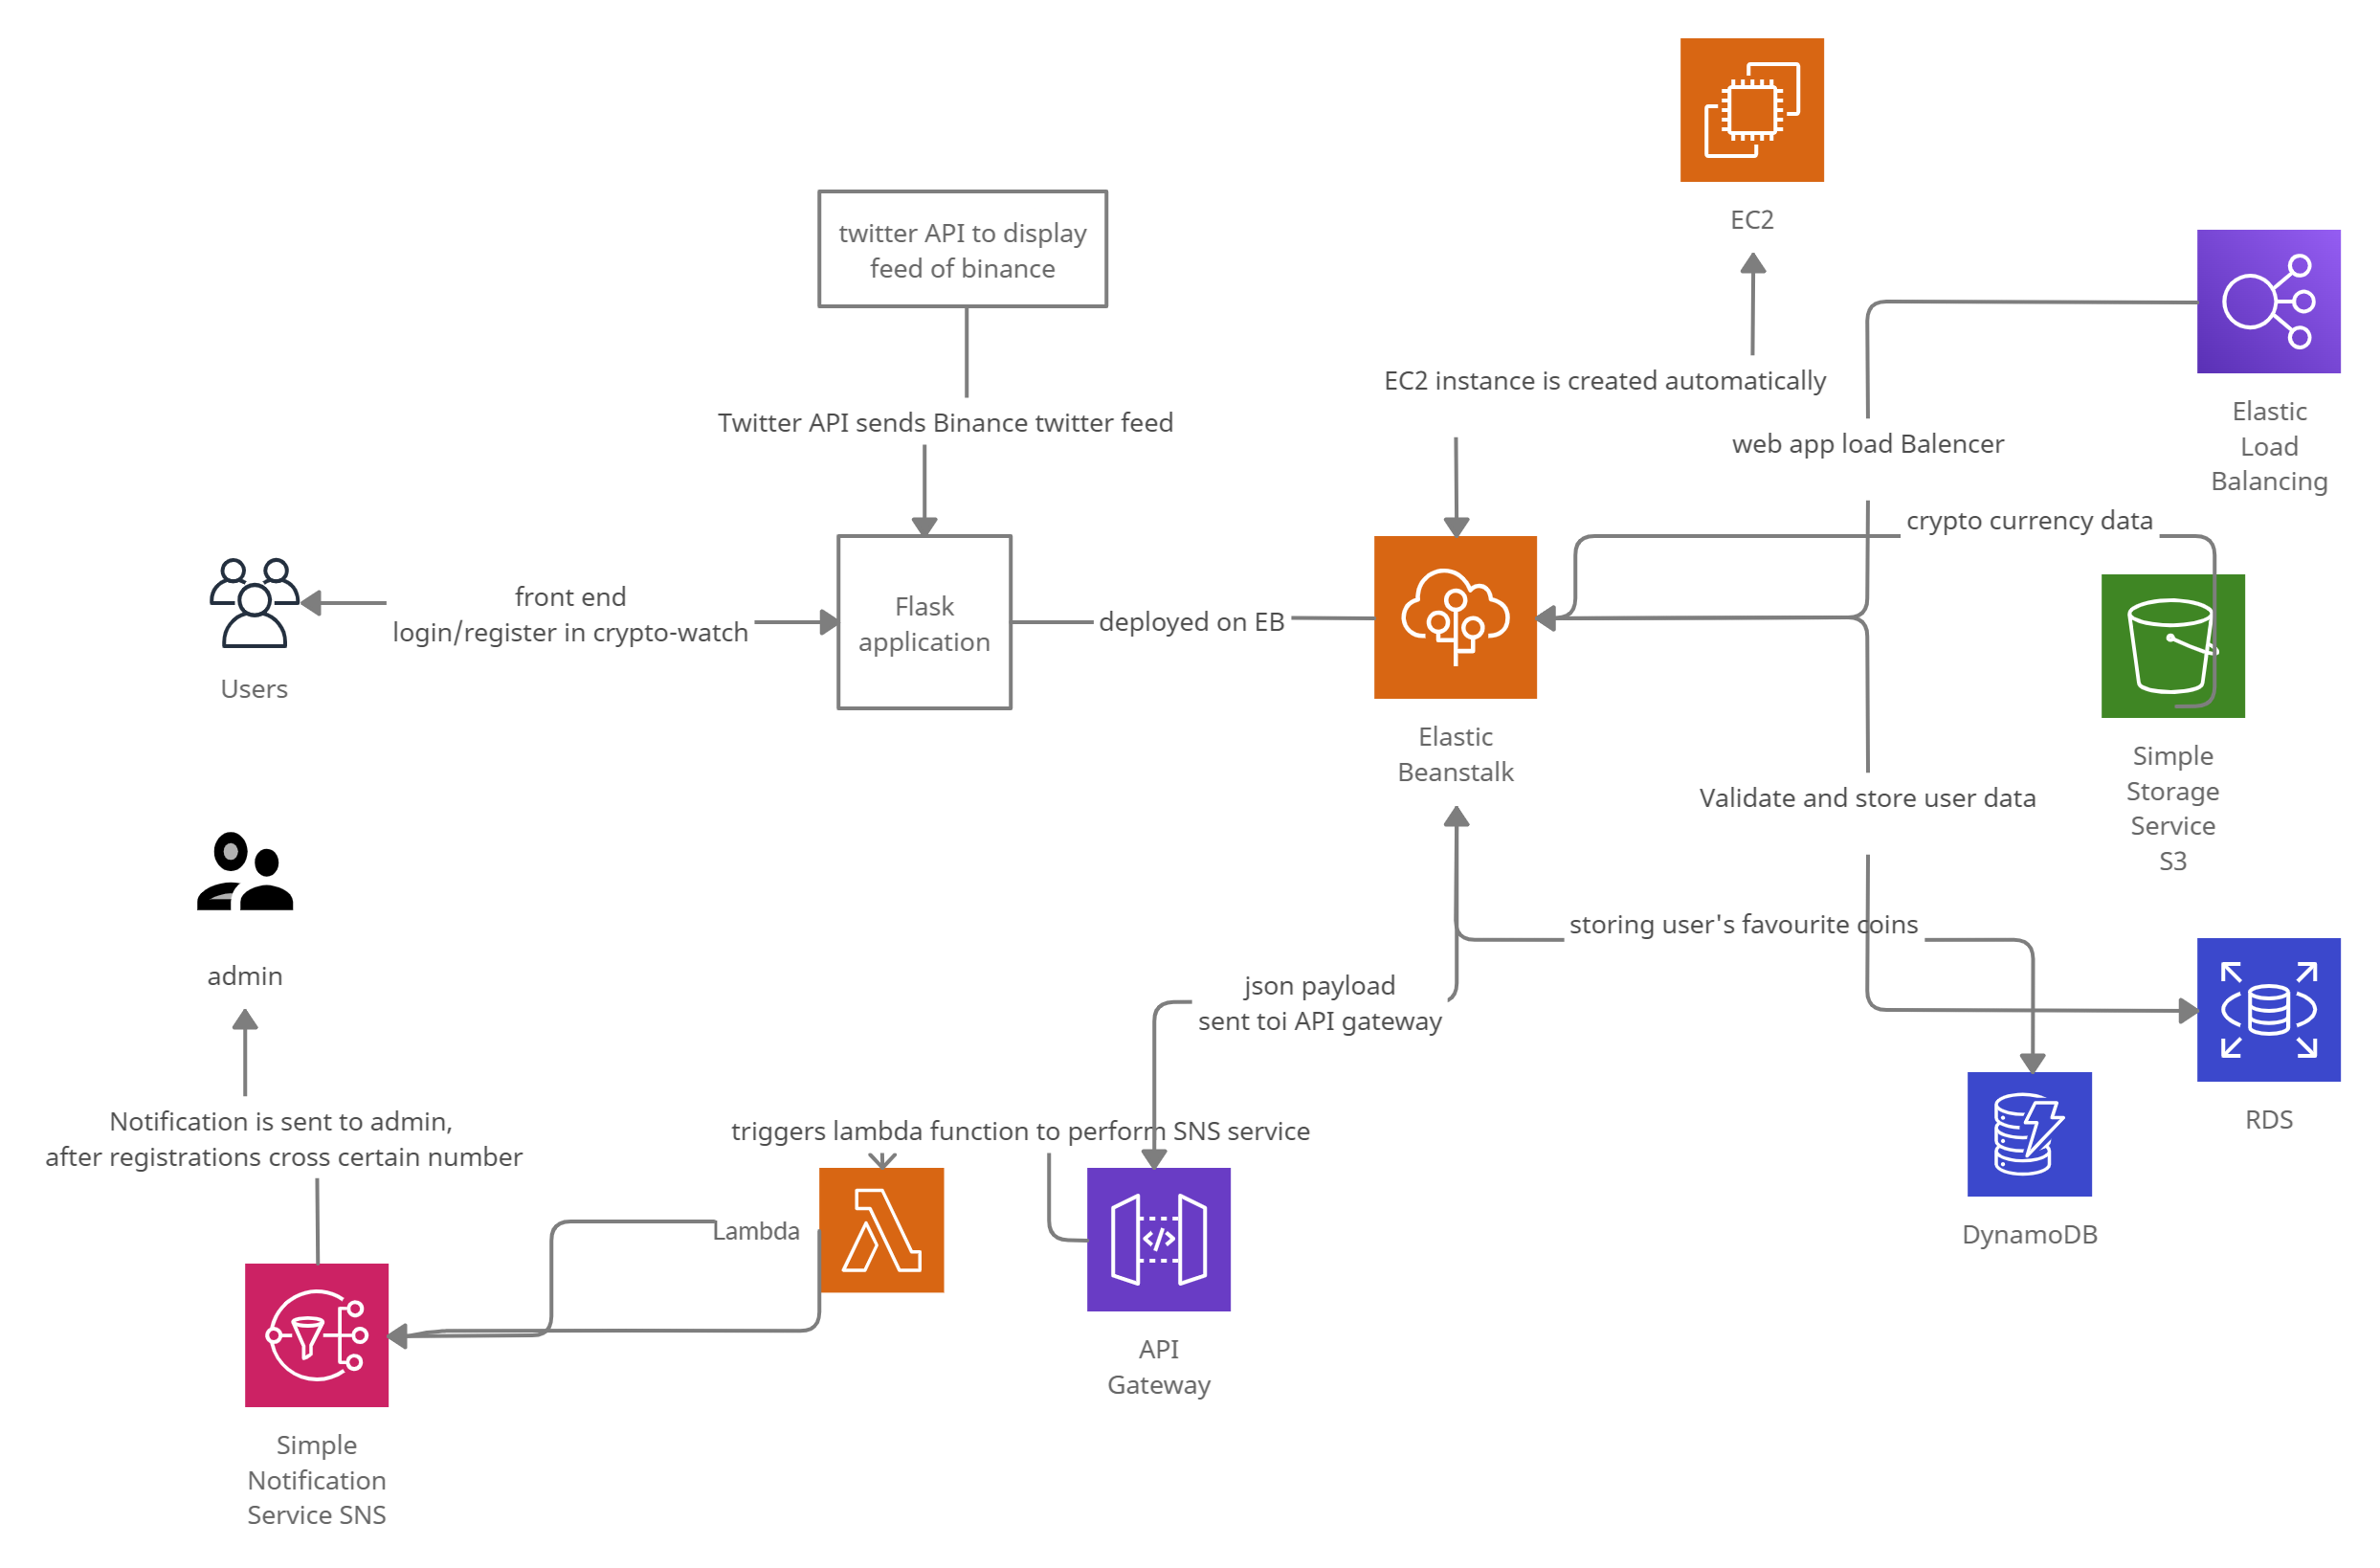 EC2
twitter API to display
feed of binance
EC2 instance is created automatically
Elastic
Load
Balancing
Twitter API sends Binance twitter feed
web app load Balencer
crypto currency data
front end
login/register in crypto-watch
Flask
application
deployed on EB
Users
Elastic
Beanstalk
Simple
Storage
Service
S3
Validate and store user data
storing user's favourite coins
admin
json payload
sent toi API gateway
Notification is sent to admin,
after registrations cross certain number
triggers lambda function to perform SNS service
RDS
Lambda
DynamoDB
API
Gateway
Simple
Notification
Service SNS